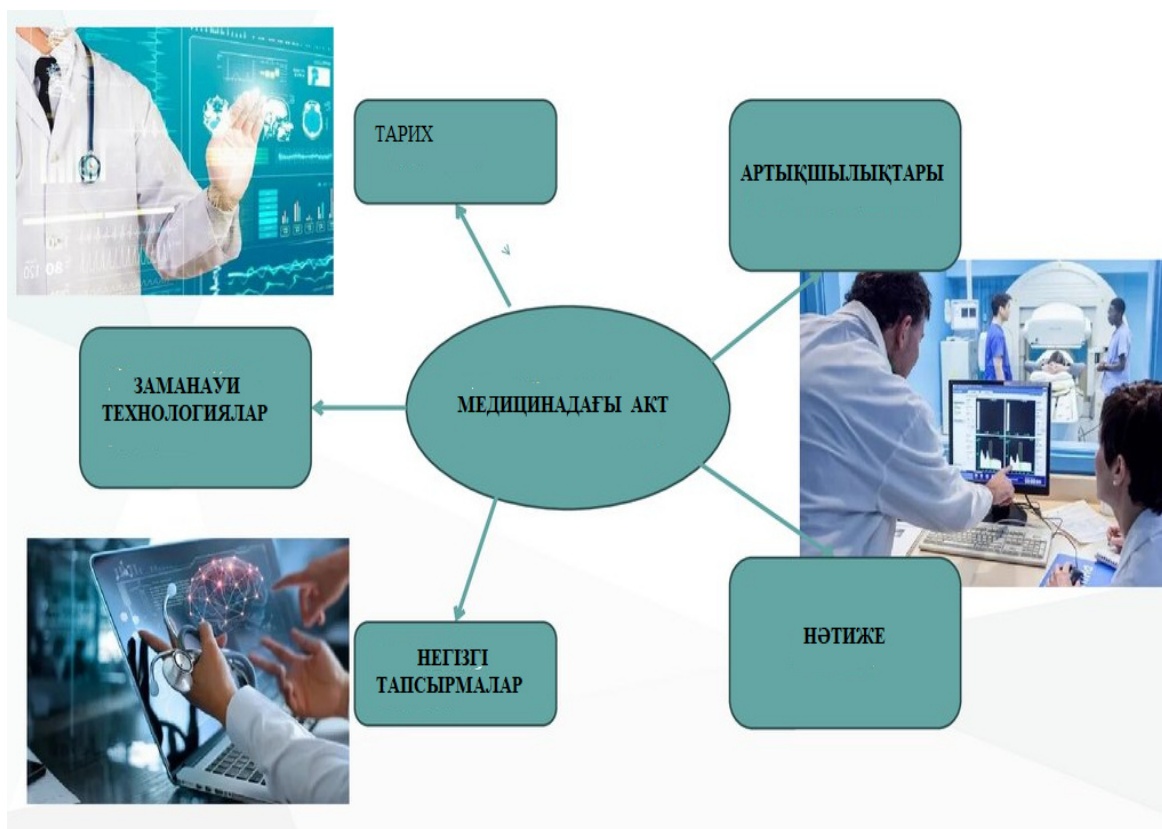 ТАРИХ
АРТЫҚШЫЛЫҚТАРЫ
ЗАМАНАУИ
ТЕХНОЛОГИЯЛАР
МЕДИЦИНАДАҒЫ АКТ
НЕГІЗГІ
ТАПСЫРМАЛАР
НӘТИЖЕ